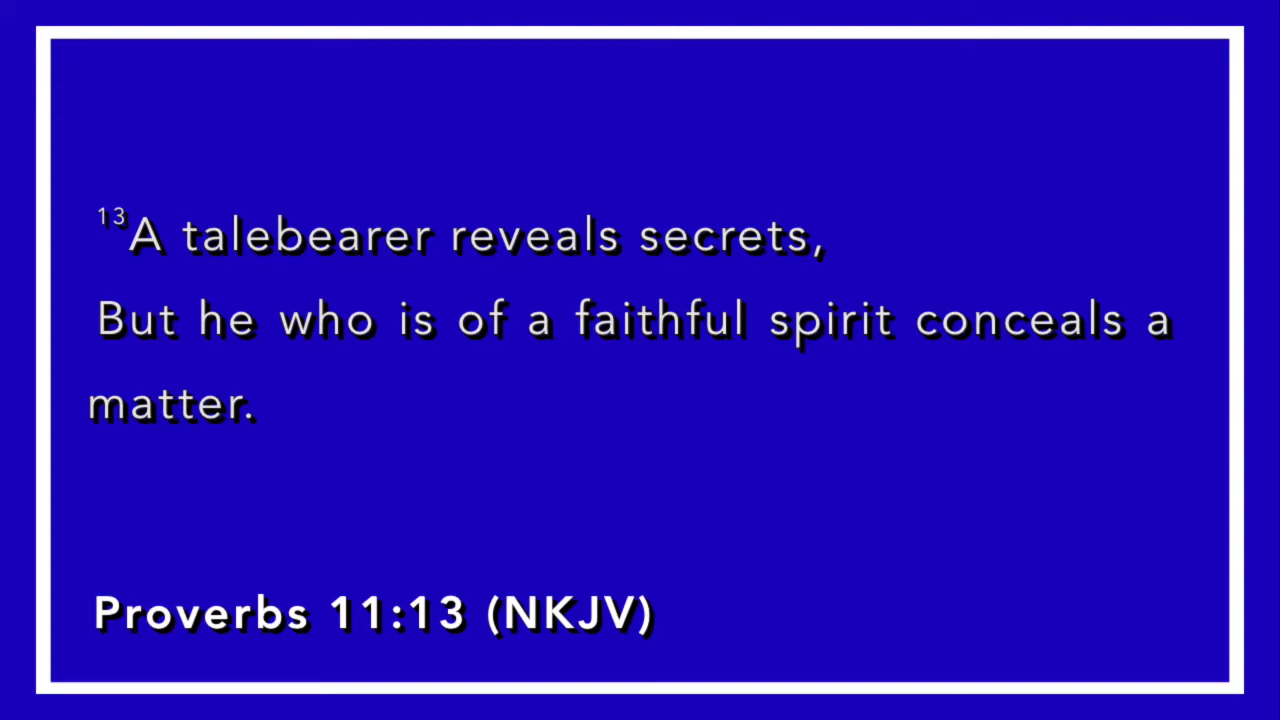 13A talebearer reveals secrets,
But he who is of a faithful spirit conceals a
matter.
Proverbs 11:13 (NKJV)